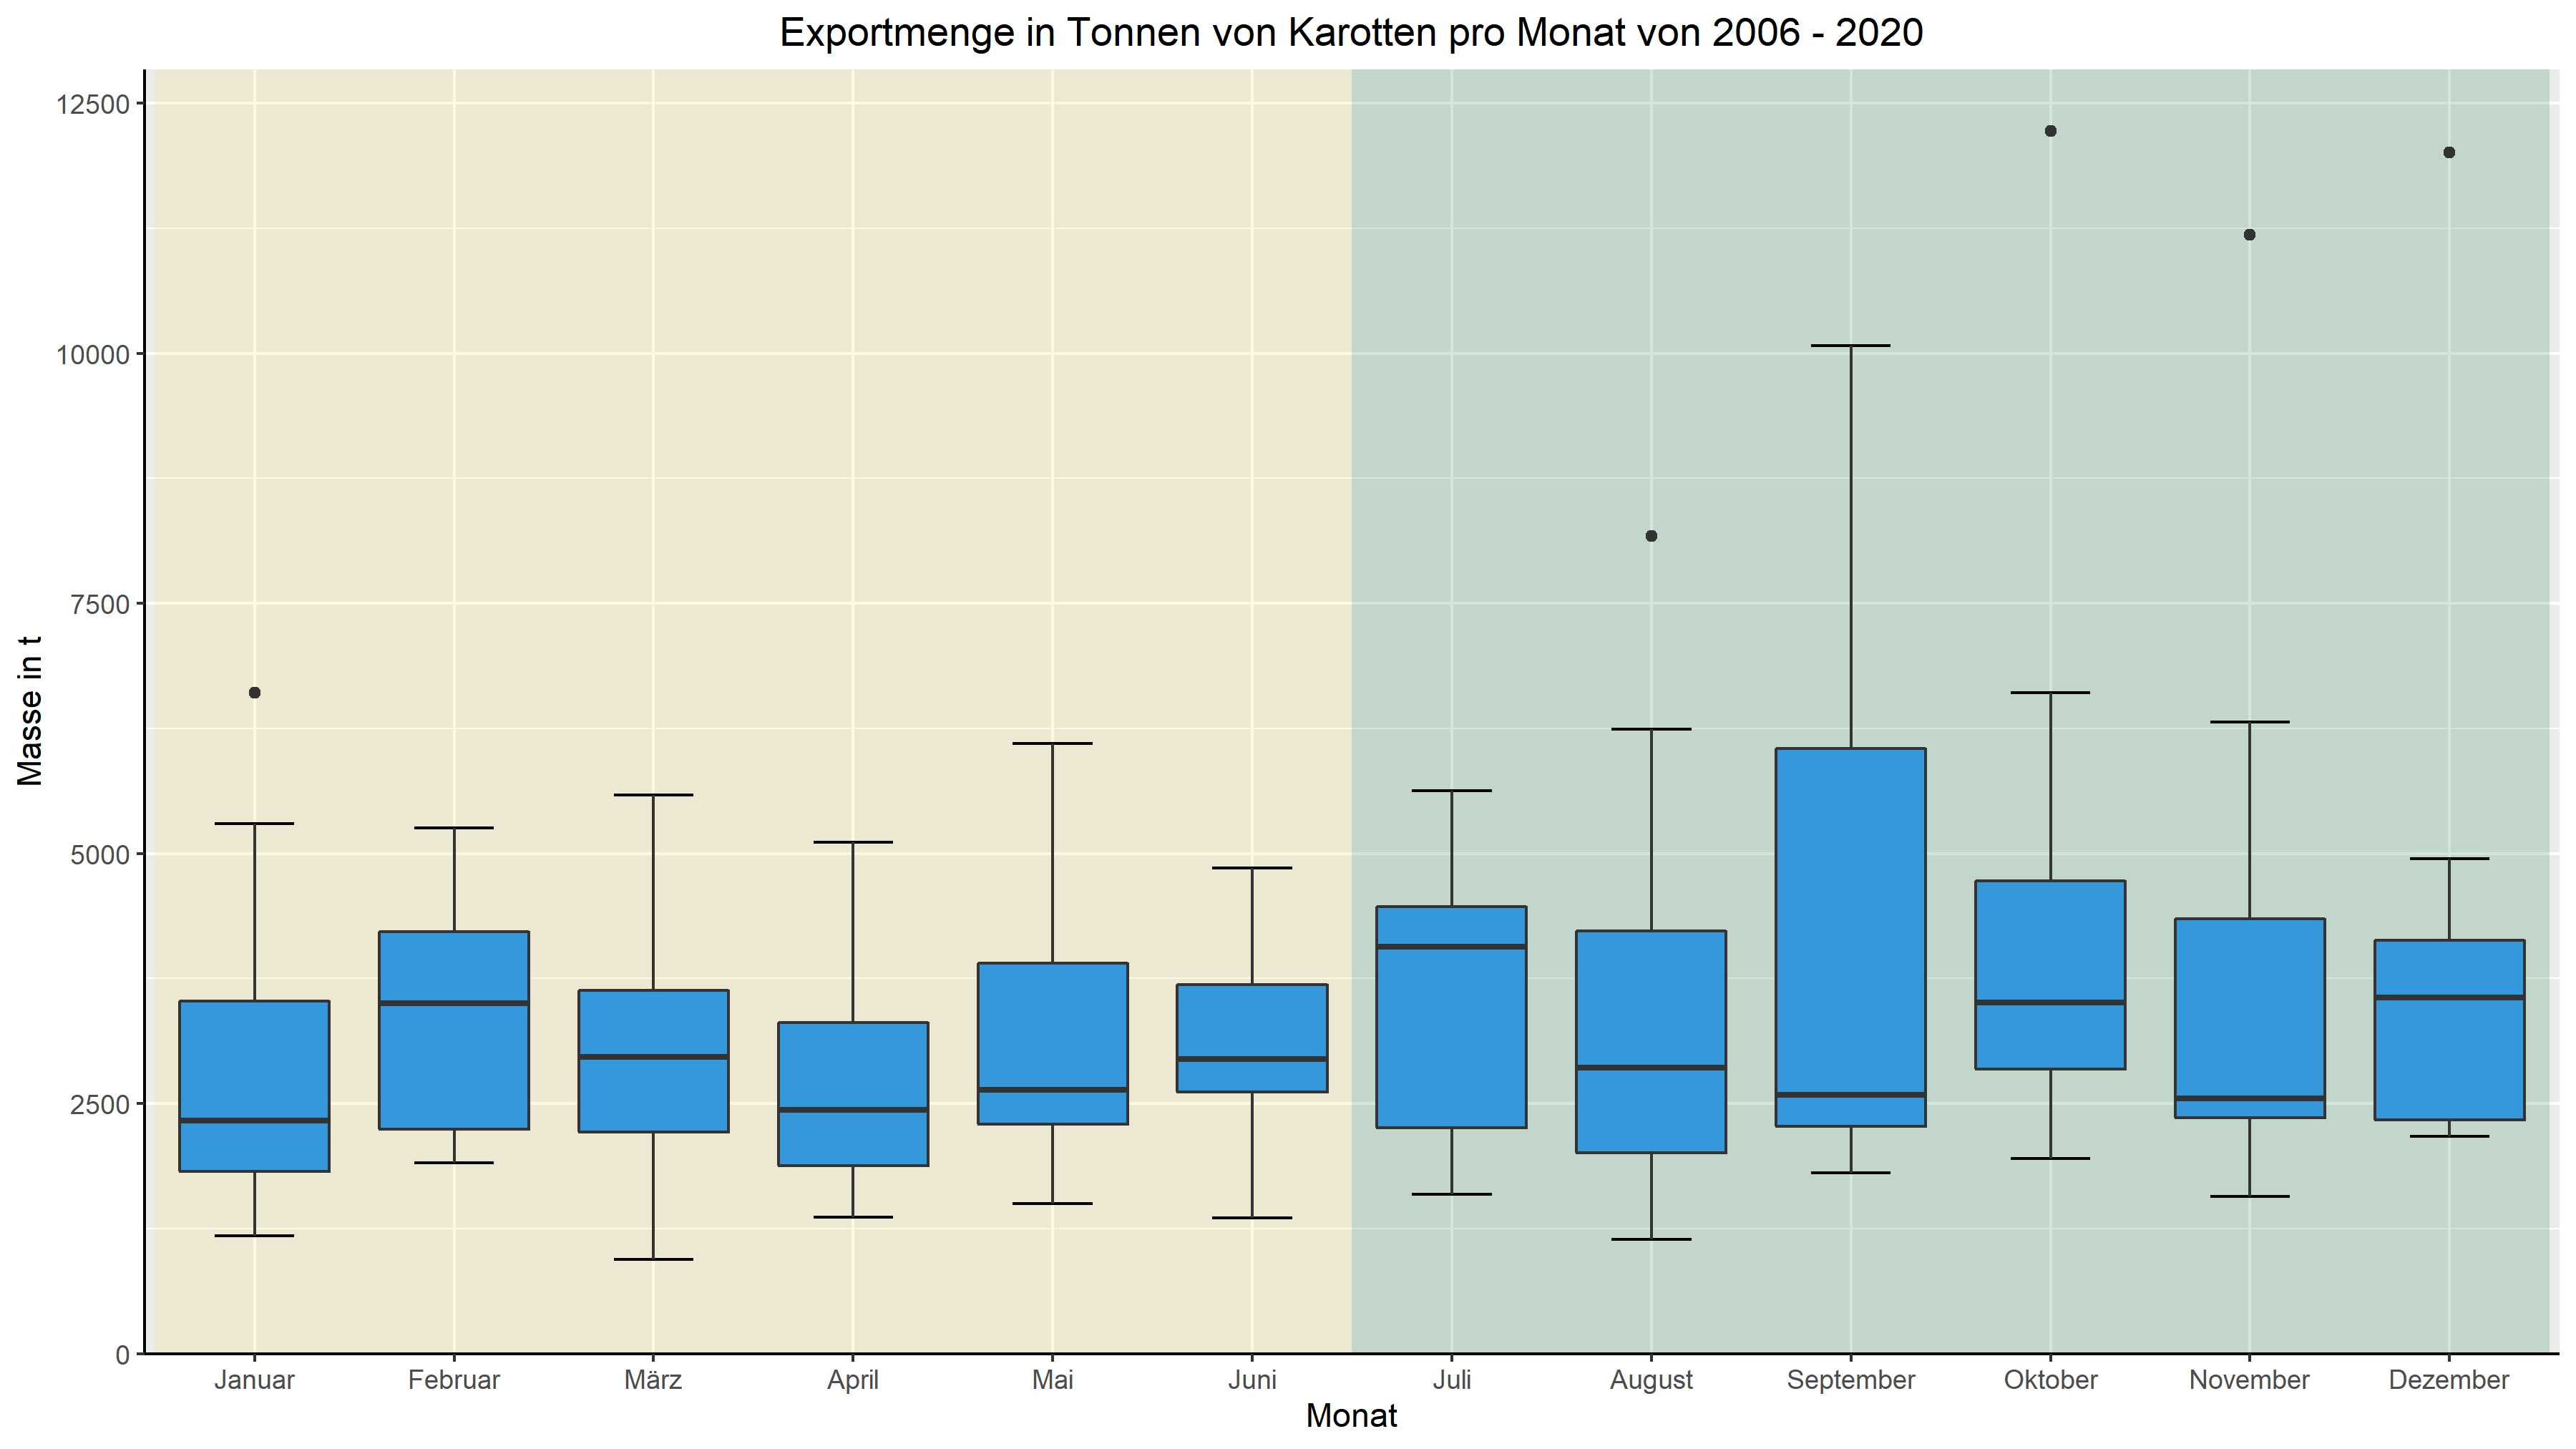 Exportmenge in Tonnen von Karotten pro Monat von 2006 - 2020
Masse in t
12500
10000
7500
5000
2500
0
Januar Februar März April Mai Juni Juli August September Oktober November Dezember
Monat